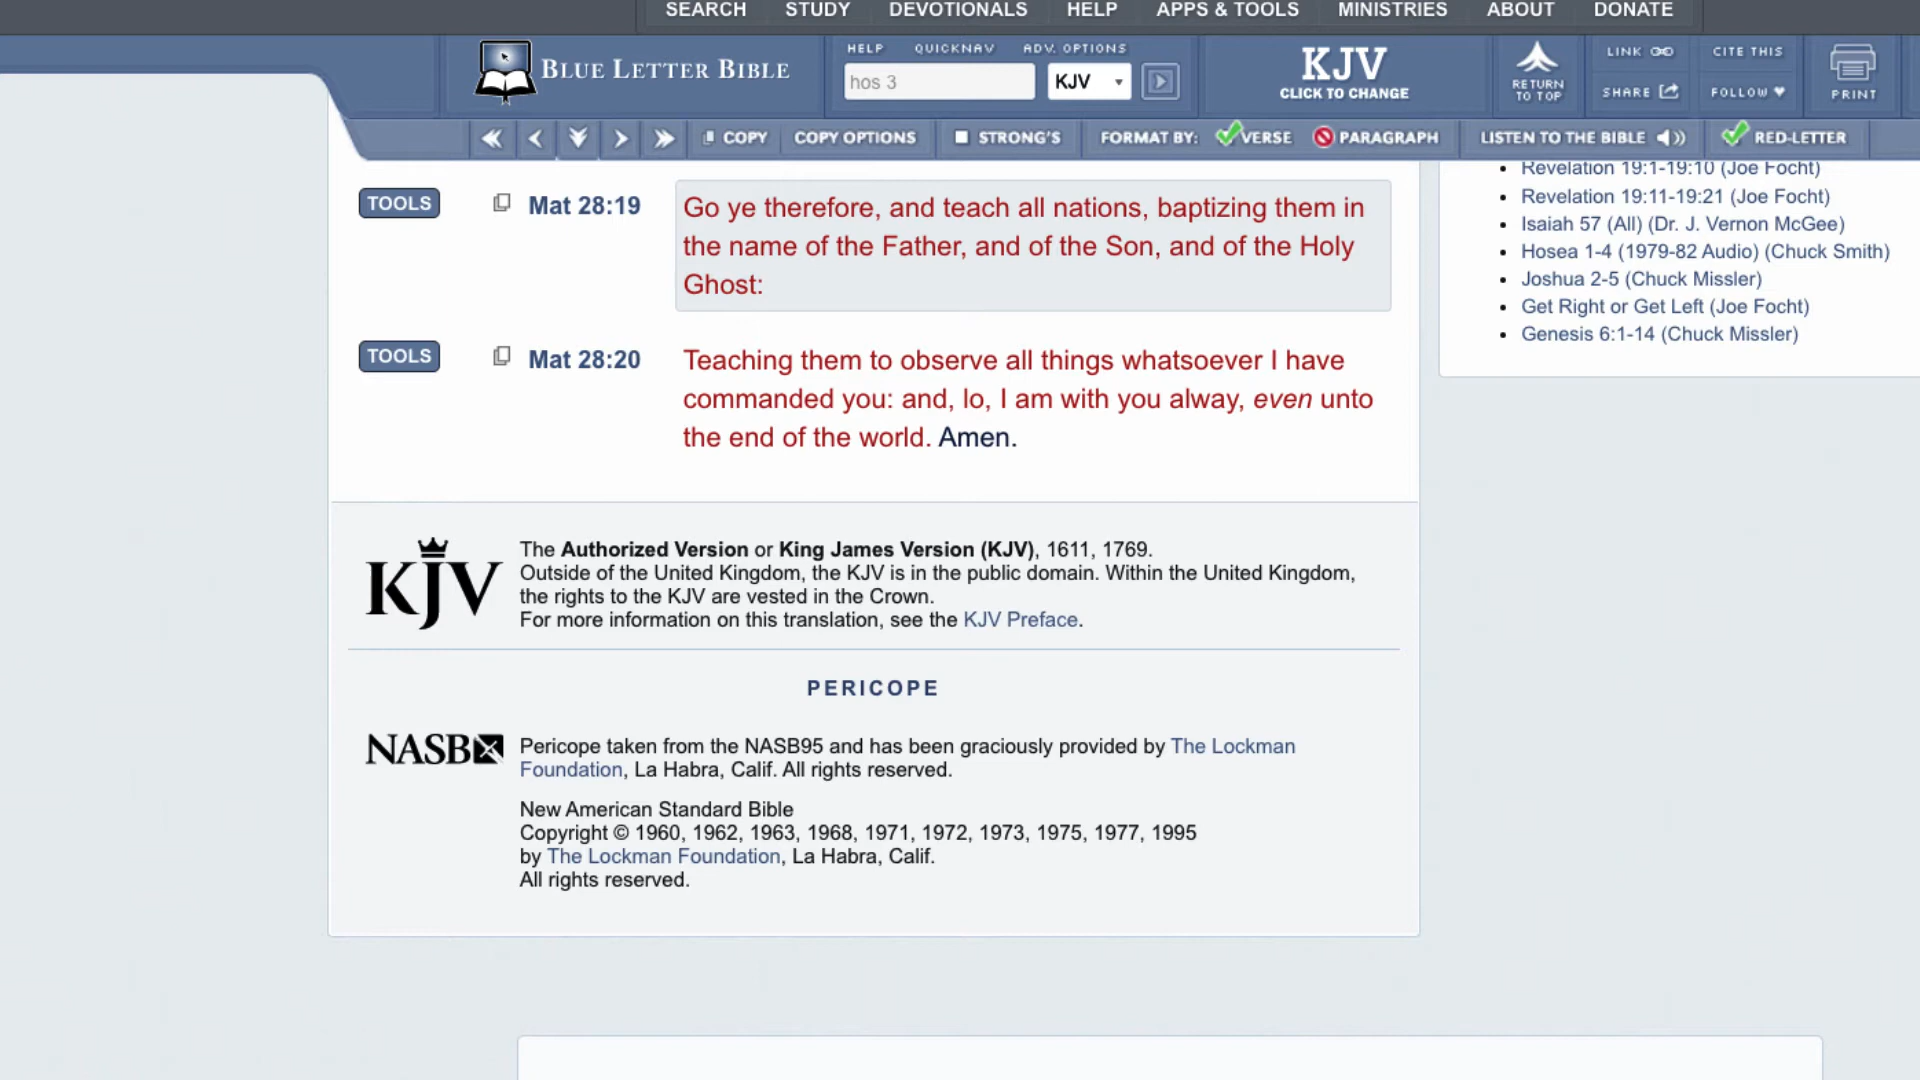 SEARCH STUDY DEVOTIONALS HELP APPS & TOOLS MINISTRIES ABOUT DONATE
BLUE LETTER BIBLE
HELP QUICKNAV ADV. OPTIONS
hos 3 KJV
KJV
CLICK TO CHANGE
RETURN
TO TOP
LINK
SHARE
CITE THIS
FOLLOW
PRINT
COPY COPY OPTIONS STRONG'S FORMAT BY: VERSE PARAGRAPH LISTEN TO THE BIBLE RED-LETTER
TOOLS Mat 28:19
Go ye therefore, and teach all nations, baptizing them in
the name of the Father, and of the Son, and of the Holy
Ghost:
TOOLS Mat 28:20
Teaching them to observe all things whatsoever I have
commanded you: and, lo, I am with you alway, even unto
the end of the world. Amen.
KJV
The Authorized Version or King James Version (KJV), 1611, 1769.
Outside of the United Kingdom, the KJV is in the public domain. Within the United Kingdom,
the rights to the KJV are vested in the Crown.
For more information on this translation, see the KJV Preface.
PERICOPE
NASB
Pericope taken from the NASB95 and has been graciously provided by The Lockman
Foundation, La Habra, Calif. All rights reserved.
New American Standard Bible
Copyright © 1960, 1962, 1963, 1968, 1971, 1972, 1973, 1975, 1977, 1995
by The Lockman Foundation, La Habra, Calif.
All rights reserved.
Revelation 19:1-19:10 (Joe Focht)
Revelation 19:11-19:21 (Joe Focht)
Isaiah 57 (All) (Dr. J. Vernon McGee)
Hosea 1-4 (1979-82 Audio) (Chuck Smith)
Joshua 2-5 (Chuck Missler)
Get Right or Get Left (Joe Focht)
Genesis 6:1-14 (Chuck Missler)